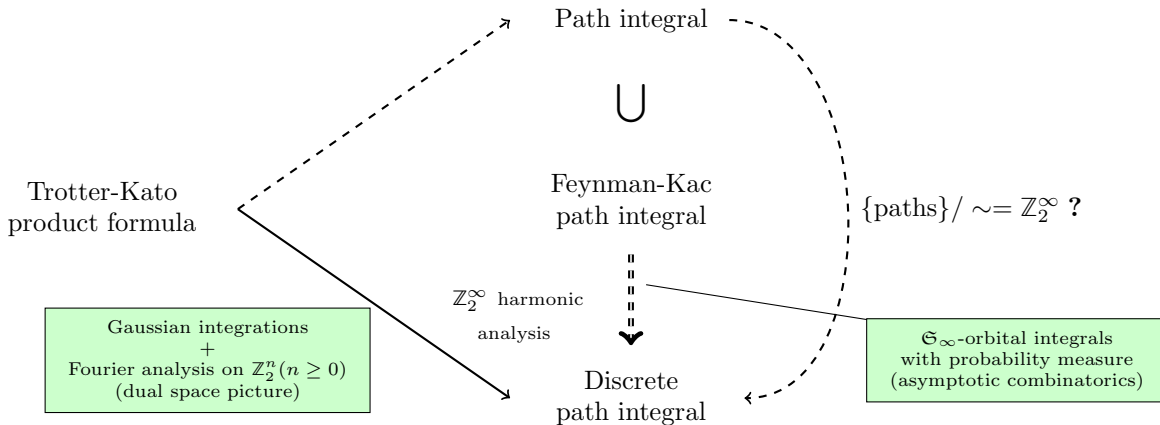 Path integral
⋃
Trotter-Kato
product formula
Feynman-Kac
path integral
{paths}/ ∼= ℤ₂^∞ ?
ℤ₂^∞ harmonic
analysis
Gaussian integrations
+
Fourier analysis on ℤ₂ⁿ(n ≥ 0)
(dual space picture)
𝔖_∞-orbital integrals
with probability measure
(asymptotic combinatorics)
Discrete
path integral